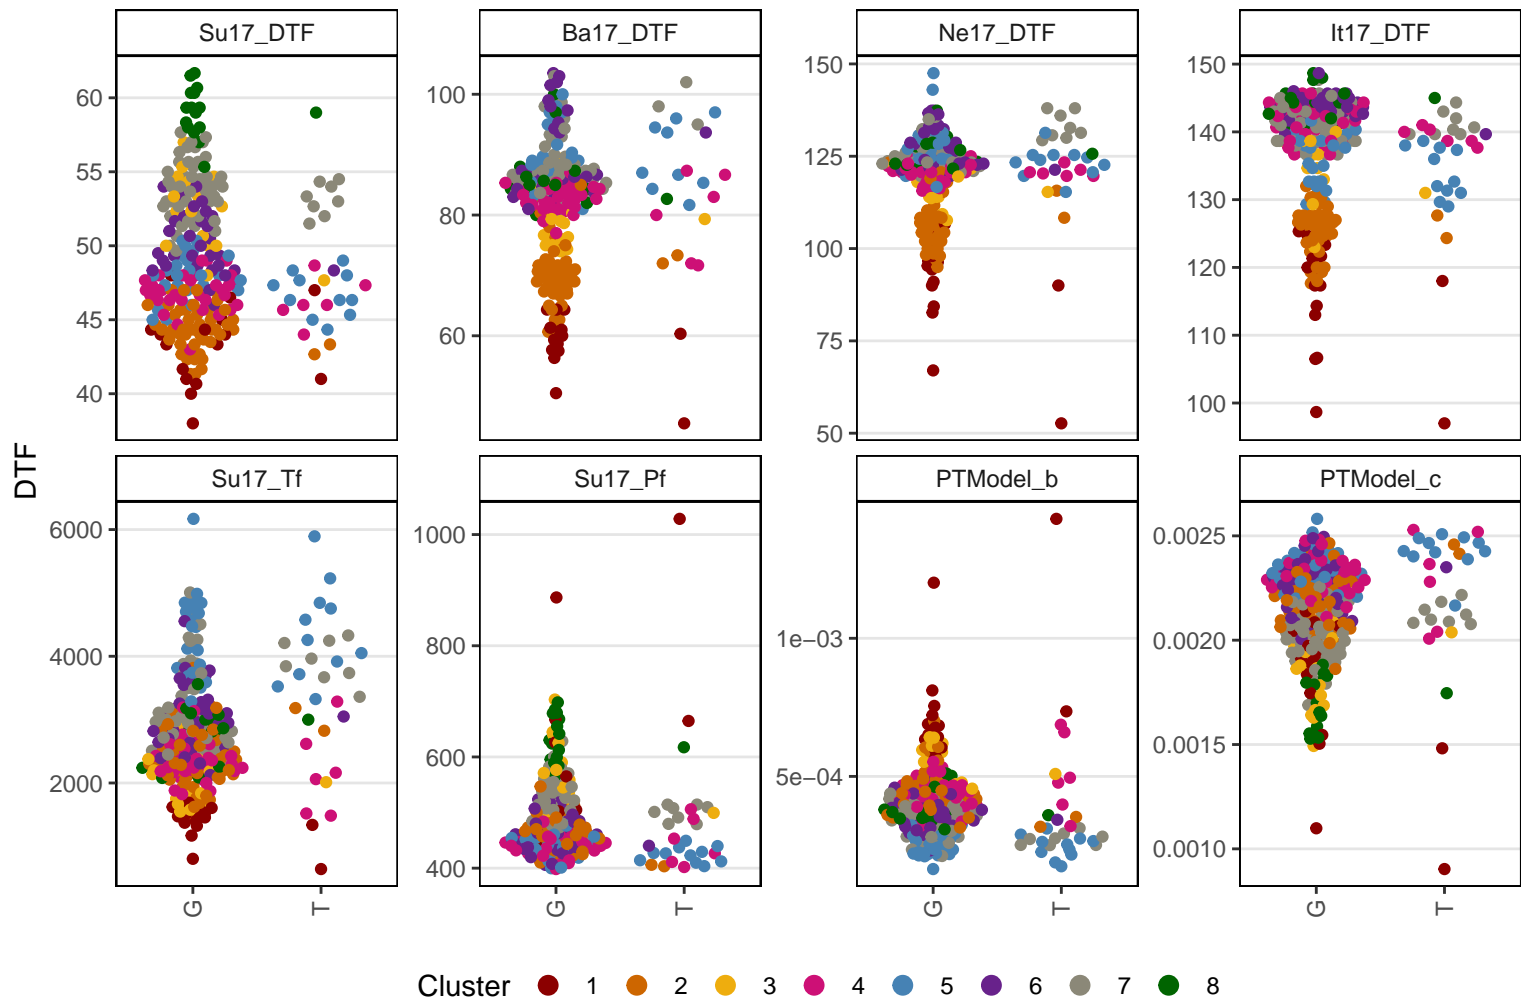 Su17_DTF
Ba17_DTF
Ne17_DTF
It17_DTF
60
55
50
45
40
100
80
60
150
125
100
75
50
150
140
130
120
110
100
DTF
Su17_Tf
Su17_Pf
PTModel_b
PTModel_c
6000
4000
2000
1000
800
600
400
1e−03
5e−04
0.0025
0.0020
0.0015
0.0010
G
T
G
T
G
T
G
T
Cluster 1 2 3 4 5 6 7 8